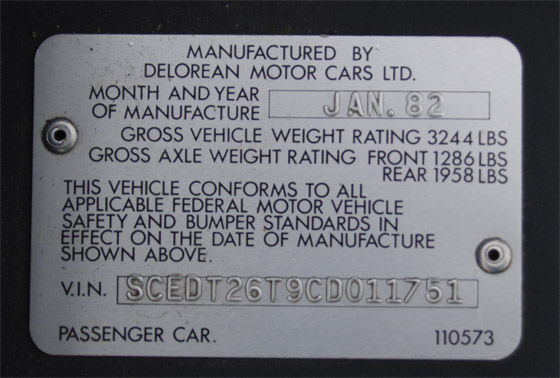 MANUFACTURED BY
DELOREAN MOTOR CARS LTD.
MONTH AND YEAR
OF MANUFACTURE JAN. 82
GROSS VEHICLE WEIGHT RATING 3244 LBS
GROSS AXLE WEIGHT RATING FRONT 1286 LBS
REAR 1958 LBS
THIS VEHICLE CONFORMS TO ALL
APPLICABLE FEDERAL MOTOR VEHICLE
SAFETY AND BUMPER STANDARDS IN
EFFECT ON THE DATE OF MANUFACTURE
SHOWN ABOVE.
V.I.N. SCEDT26T9CD011751
PASSENGER CAR. 110573